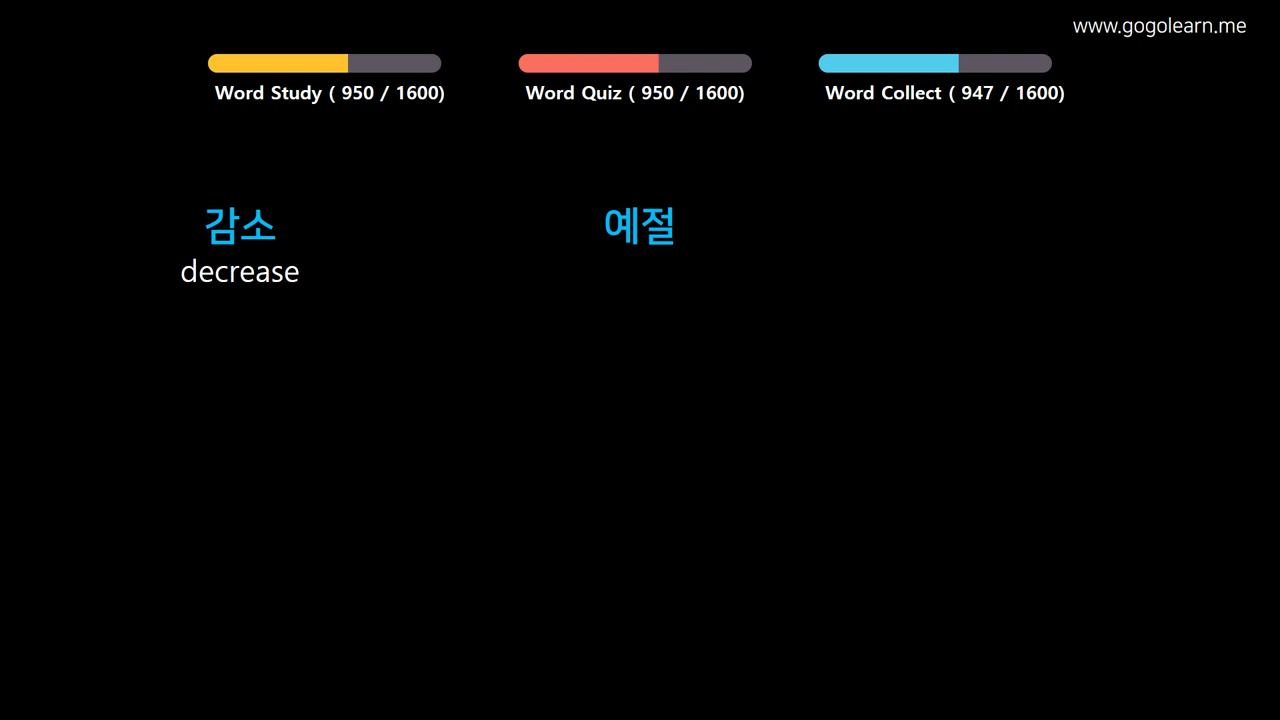 www.gogolearn.me
Word Study ( 950 / 1600)
Word Quiz ( 950 / 1600)
Word Collect ( 947 / 1600)
감소
decrease
예절